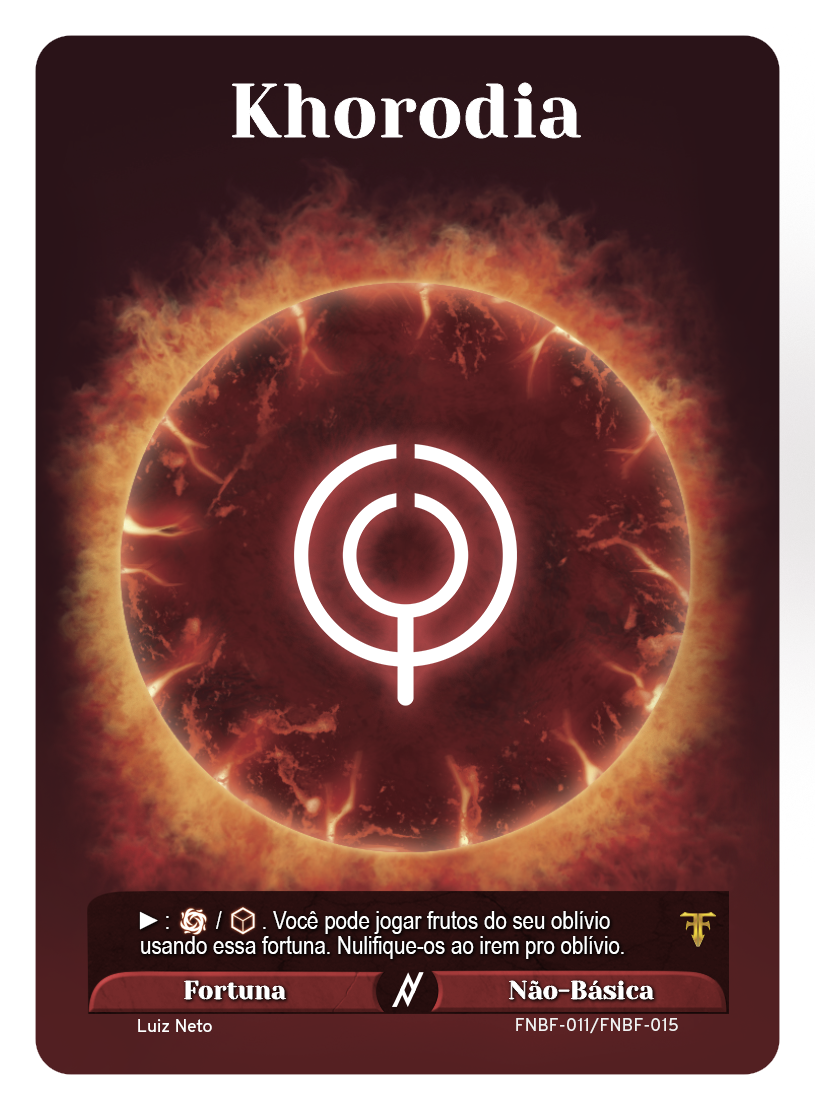 Khorodia
▶ : / . Você pode jogar frutos do seu oblívio
usando essa fortuna. Nulifique-os ao irem pro oblívio.
Fortuna Não-Básica
Luiz Neto FNBF-011/FNBF-015